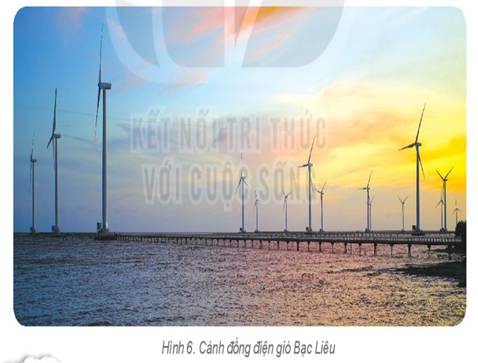 KẾT NỐI TRI THỨC
VỚI CUỘC SỐNG
Hình 6. Cánh đồng điện gió Bạc Liêu